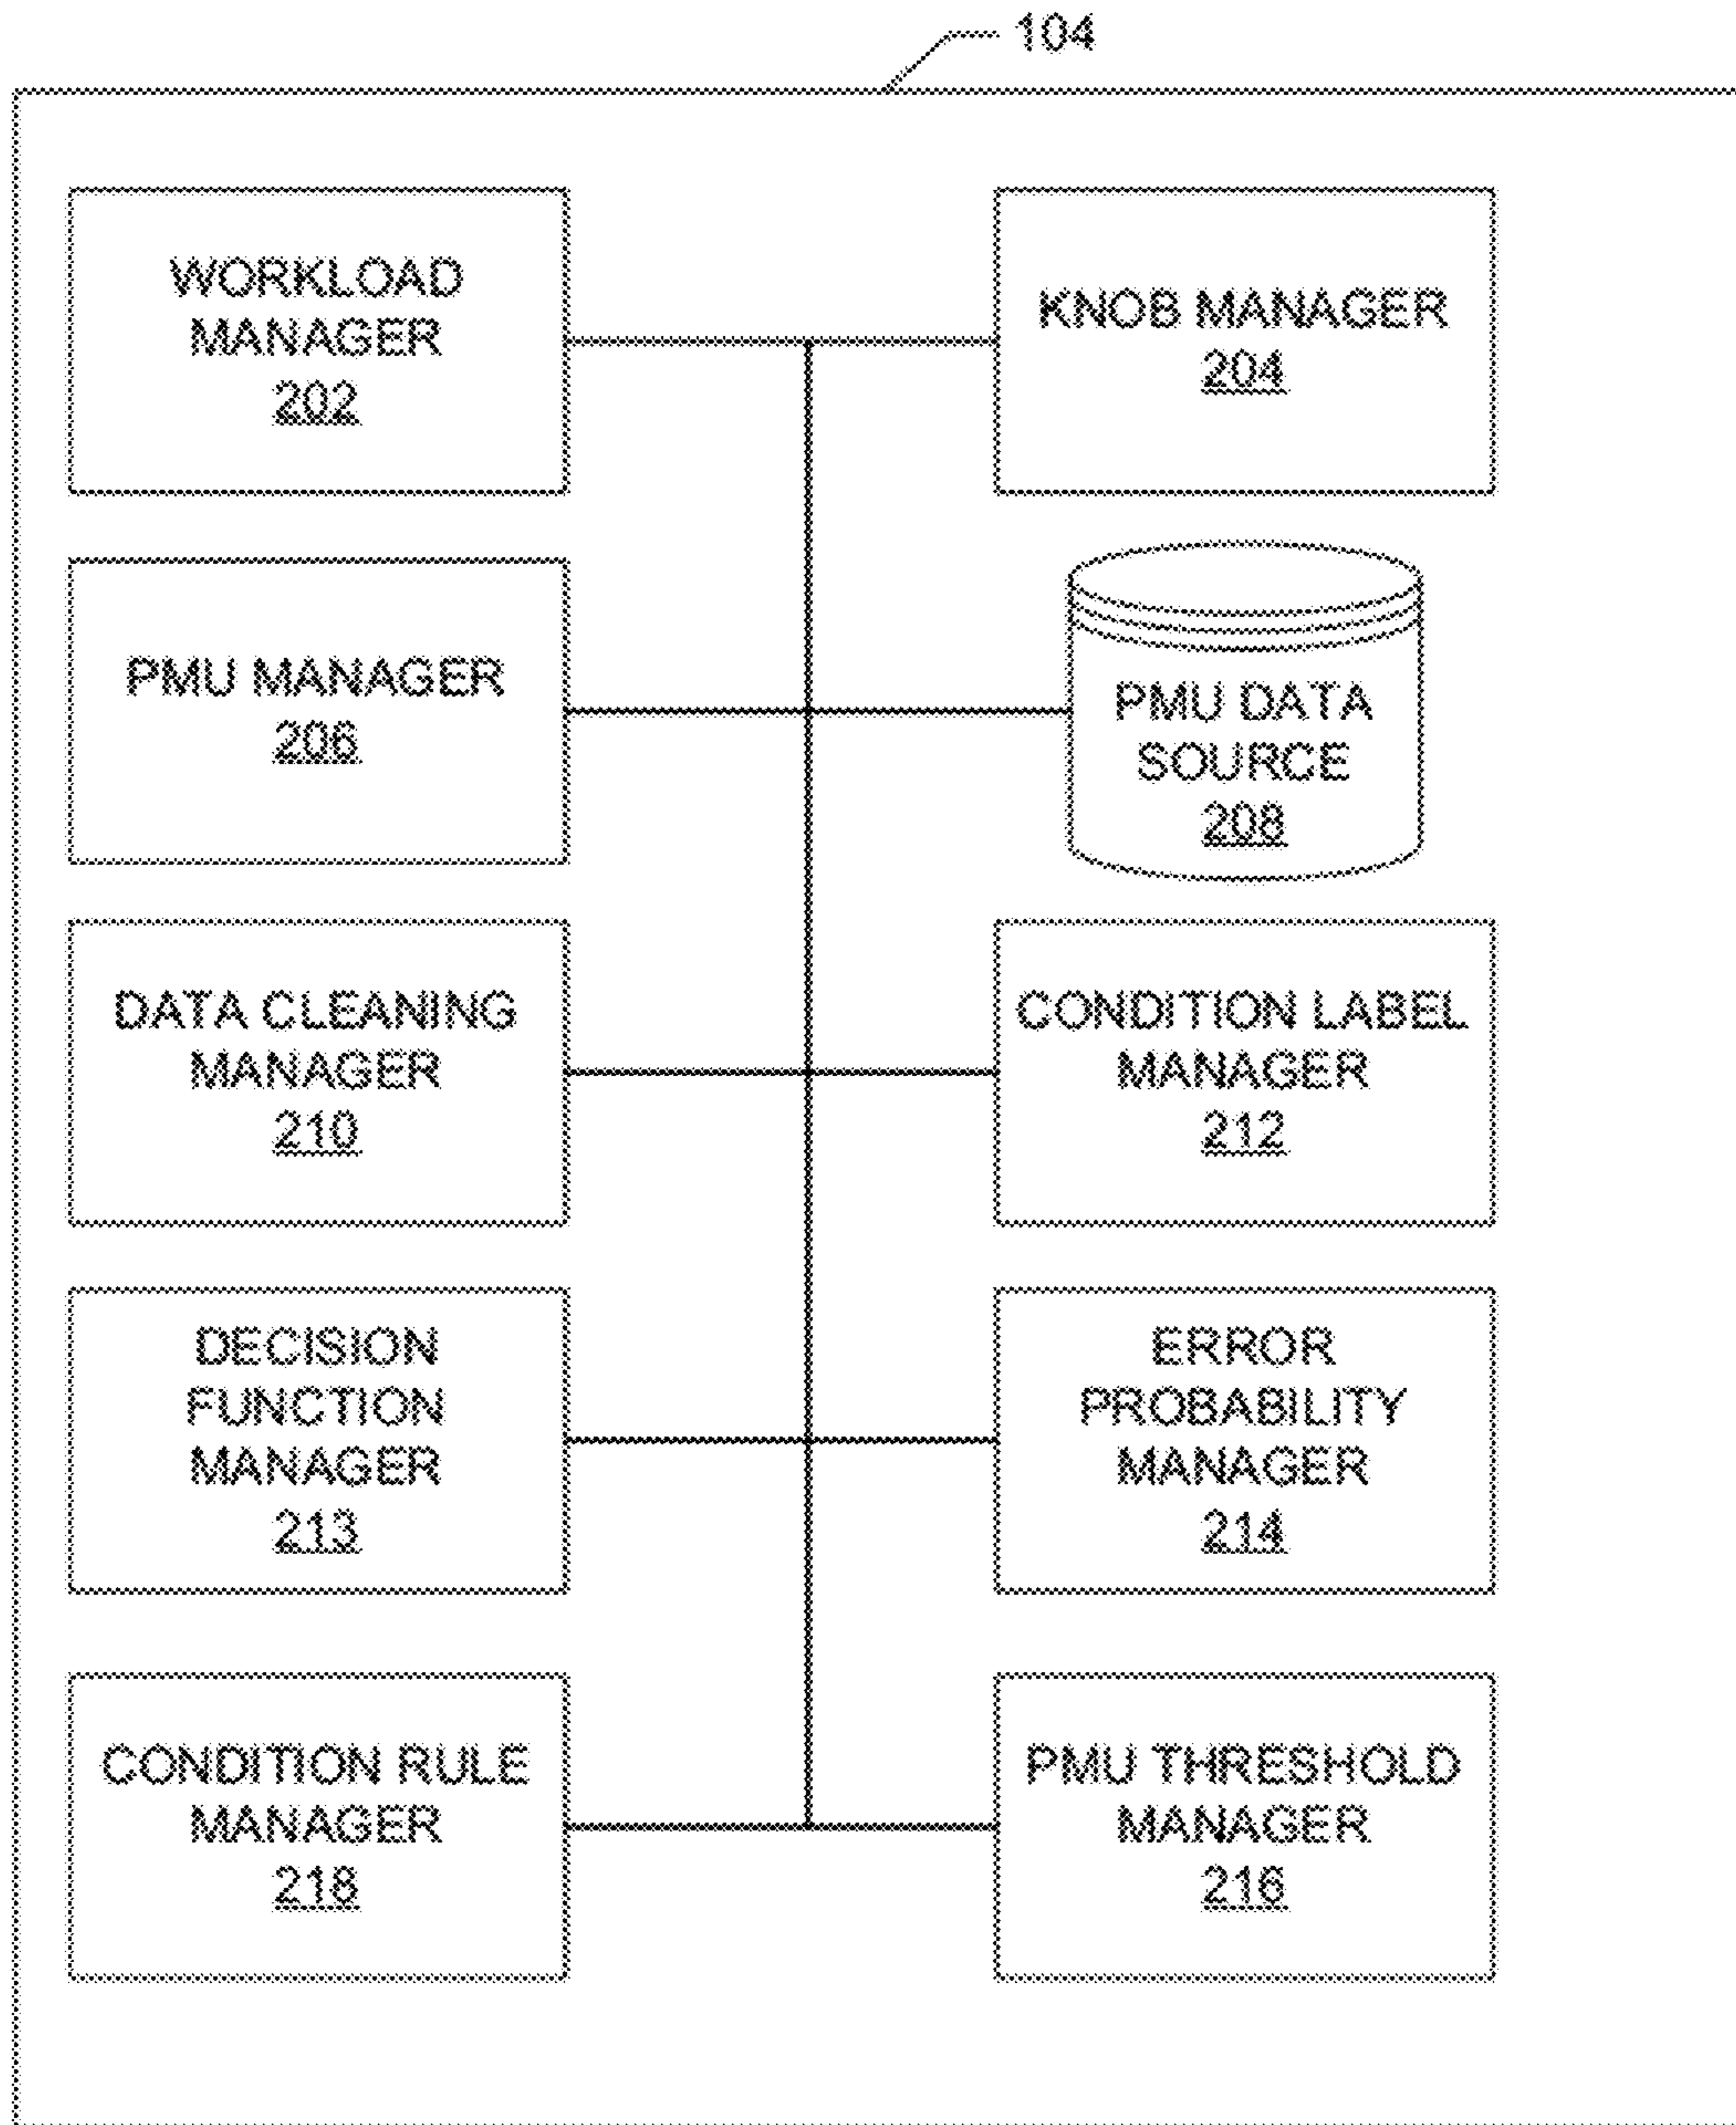 104
WORKLOAD
MANAGER
202
KNOB MANAGER
204
PMU MANAGER
206
PMU DATA
SOURCE
208
DATA CLEANING
MANAGER
210
CONDITION LABEL
MANAGER
212
DECISION
FUNCTION
MANAGER
213
ERROR
PROBABILITY
MANAGER
214
CONDITION RULE
MANAGER
218
PMU THRESHOLD
MANAGER
216